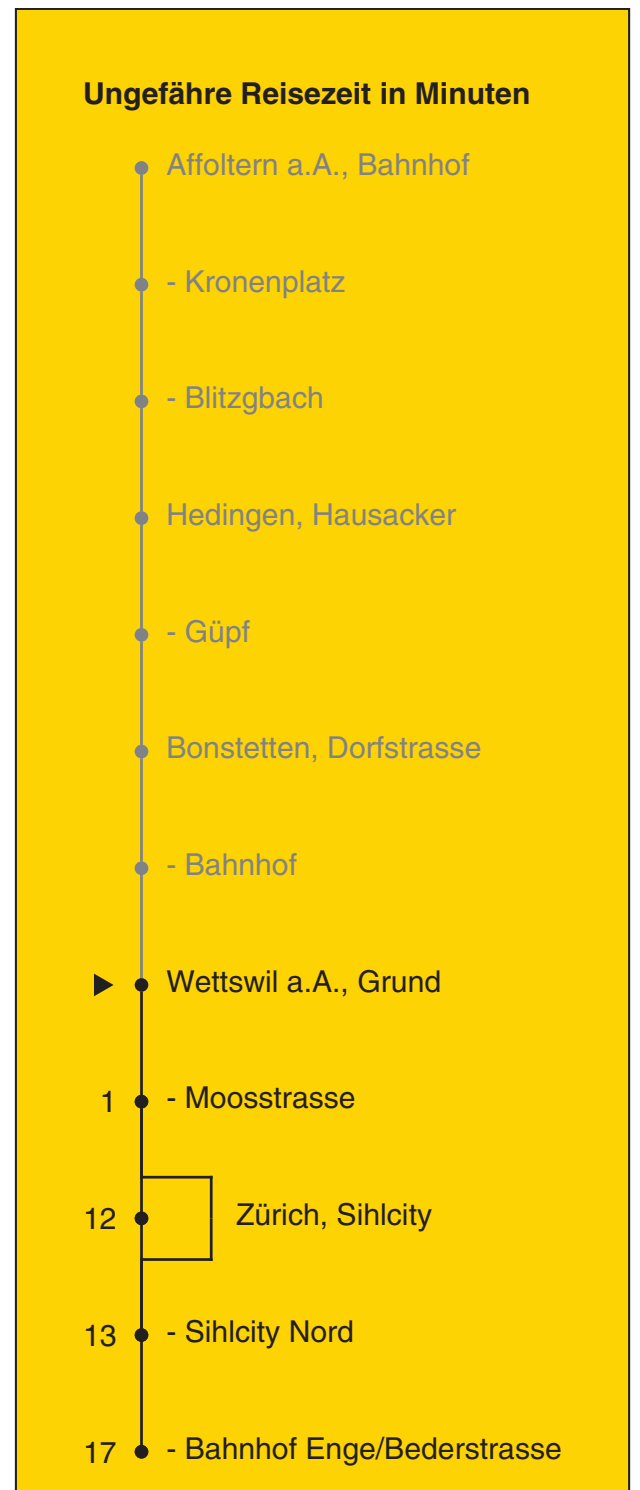 Ungefähre Reisezeit in Minuten
Affoltern a.A., Bahnhof
- Kronenplatz
- Blitzgbach
Hedingen, Hausacker
- Güpf
Bonstetten, Dorfstrasse
- Bahnhof
Wettswil a.A., Grund
1 - Moosstrasse
12 Zürich, Sihlcity
13 - Sihlcity Nord
17 - Bahnhof Enge/Bederstrasse